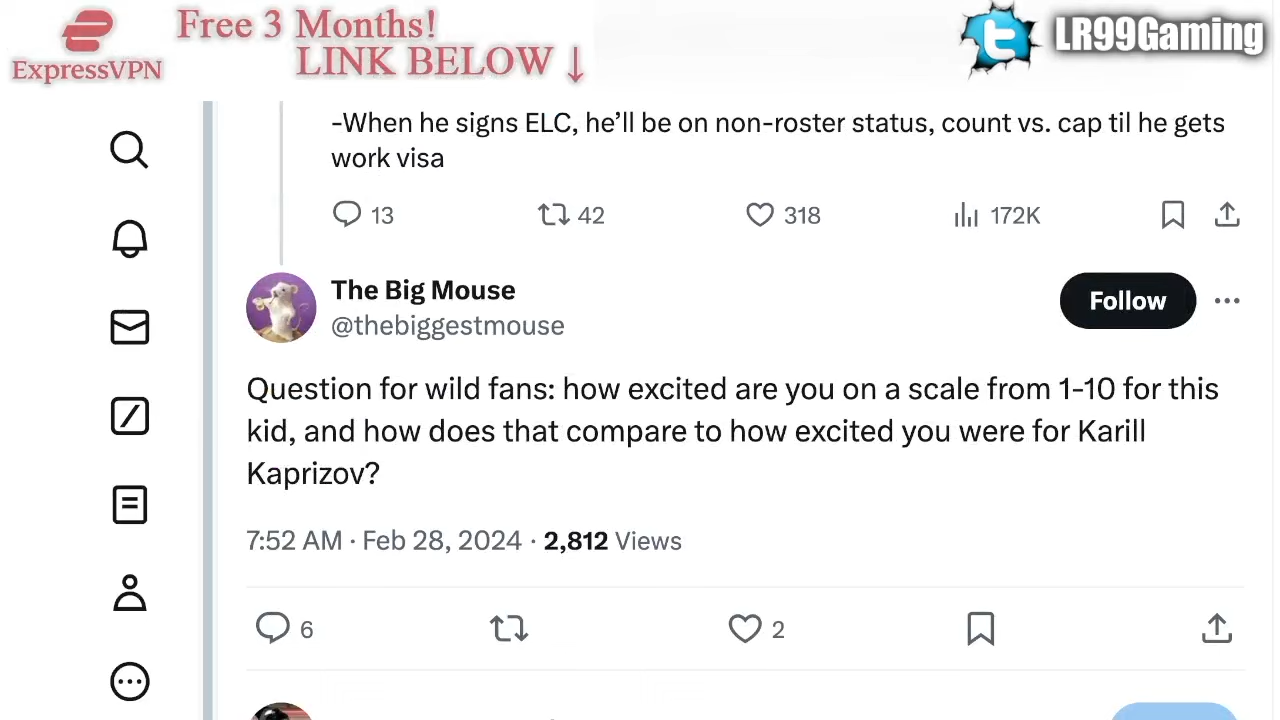 Free 3 Months!
LINK BELOW ↓
ExpressVPN
LR99Gaming
-When he signs ELC, he’ll be on non-roster status, count vs. cap til he gets
work visa
13 42 318 172K
The Big Mouse
@thebiggestmouse
Follow
Question for wild fans: how excited are you on a scale from 1-10 for this
kid, and how does that compare to how excited you were for Karill
Kaprizov?
7:52 AM · Feb 28, 2024 · 2,812 Views
6 2